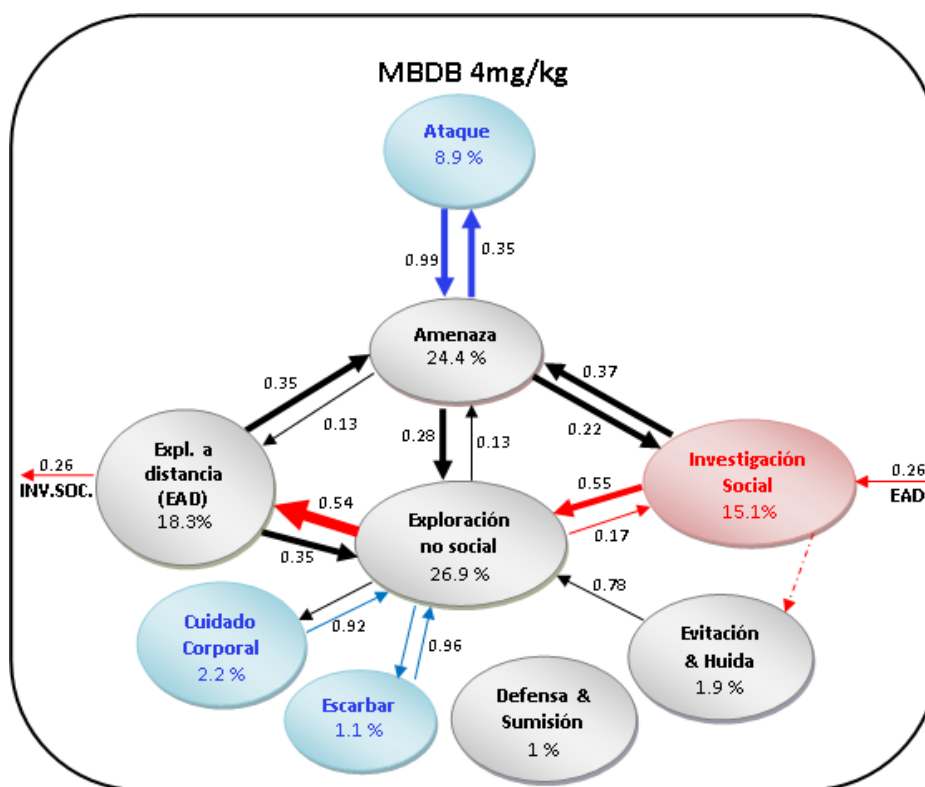 MBDB 4mg/kg
Ataque
8.9 %
0.99
0.35
Amenaza
24.4 %
0.35
0.13
0.28
0.13
0.37
0.22
0.26
INV.SOC.
Expl. a
distancia
(EAD)
18.3%
0.54
0.35
Exploración
no social
26.9 %
0.55
0.17
Investigación
Social
15.1%
0.26
EAD
0.78
Cuidado
Corporal
2.2 %
0.92
0.96
Escarbar
1.1 %
Defensa &
Sumisión
1 %
Evitación
& Huida
1.9 %